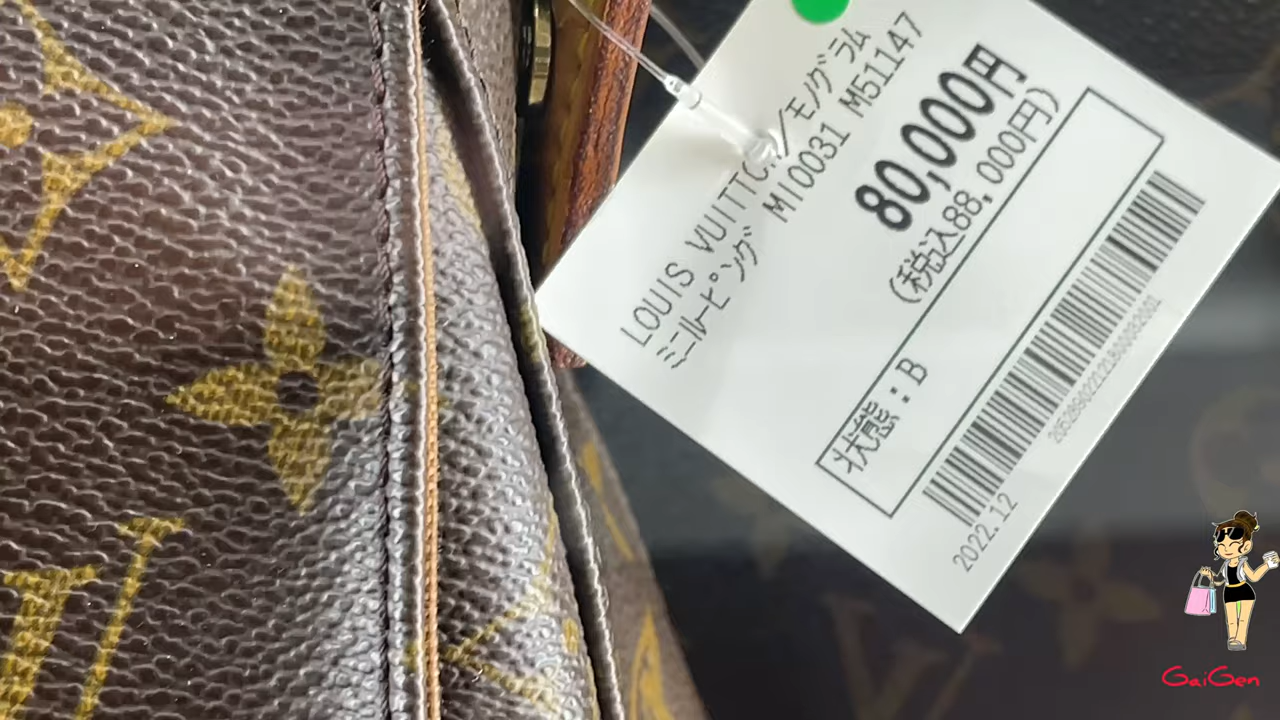 LOUIS VUITTON/モノグラム
ミニルーピング MI0031 M51147
80,000円
(税込88,000円)
状態:B
2022.12
GaiGen